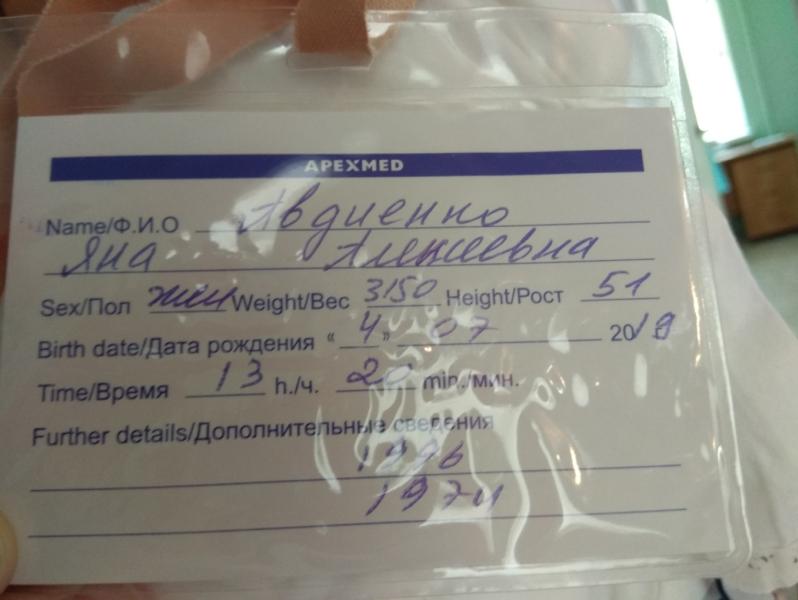 APEXMED
Name/Ф.И.О Авдиенко
Яна Алексеевна
Sex/Пол жен Weight/Вес 3150 Height/Рост 51
Birth date/Дата рождения "4" 07 2019
Time/Время 13 h./ч. 20 min./мин.
Further details/Дополнительные сведения
1996
1974